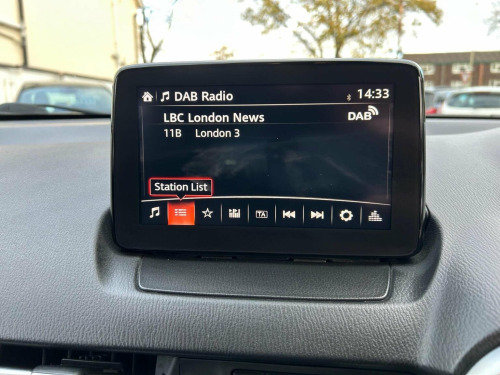 DAB Radio 14:33
LBC London News DAB
11B London 3
Station List
TA